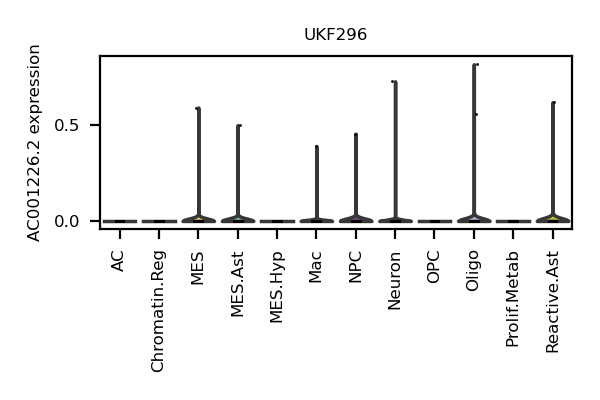 UKF296
AC001226.2 expression
0.5
0.0
AC
Chromatin.Reg
MES
MES.Ast
MES.Hyp
Mac
NPC
Neuron
OPC
Oligo
Prolif.Metab
Reactive.Ast